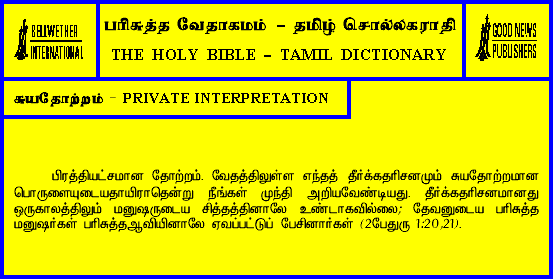 BELLWETHER
INTERNATIONAL
பரிசுத்த வேதாகமம் – தமிழ் சொல்லகராதி
THE HOLY BIBLE – TAMIL DICTIONARY
GOOD NEWS
PUBLISHERS
சுயதோற்றம் – PRIVATE INTERPRETATION
பிரத்தியட்சமான தோற்றம். வேதத்திலுள்ள எந்தத் தீர்க்கதரிசனமும் சுயதோற்றமான
பொருளையுடையதாயிராதென்று நீங்கள் முந்தி அறியவேண்டியது. தீர்க்கதரிசனமானது
ஒருகாலத்திலும் மனுஷருடைய சித்தத்தினாலே உண்டாகவில்லை; தேவனுடைய பரிசுத்த
மனுஷர்கள் பரிசுத்தஆவியினாலே ஏவப்பட்டுப் பேசினார்கள் (2பேதுரு 1:20,21).